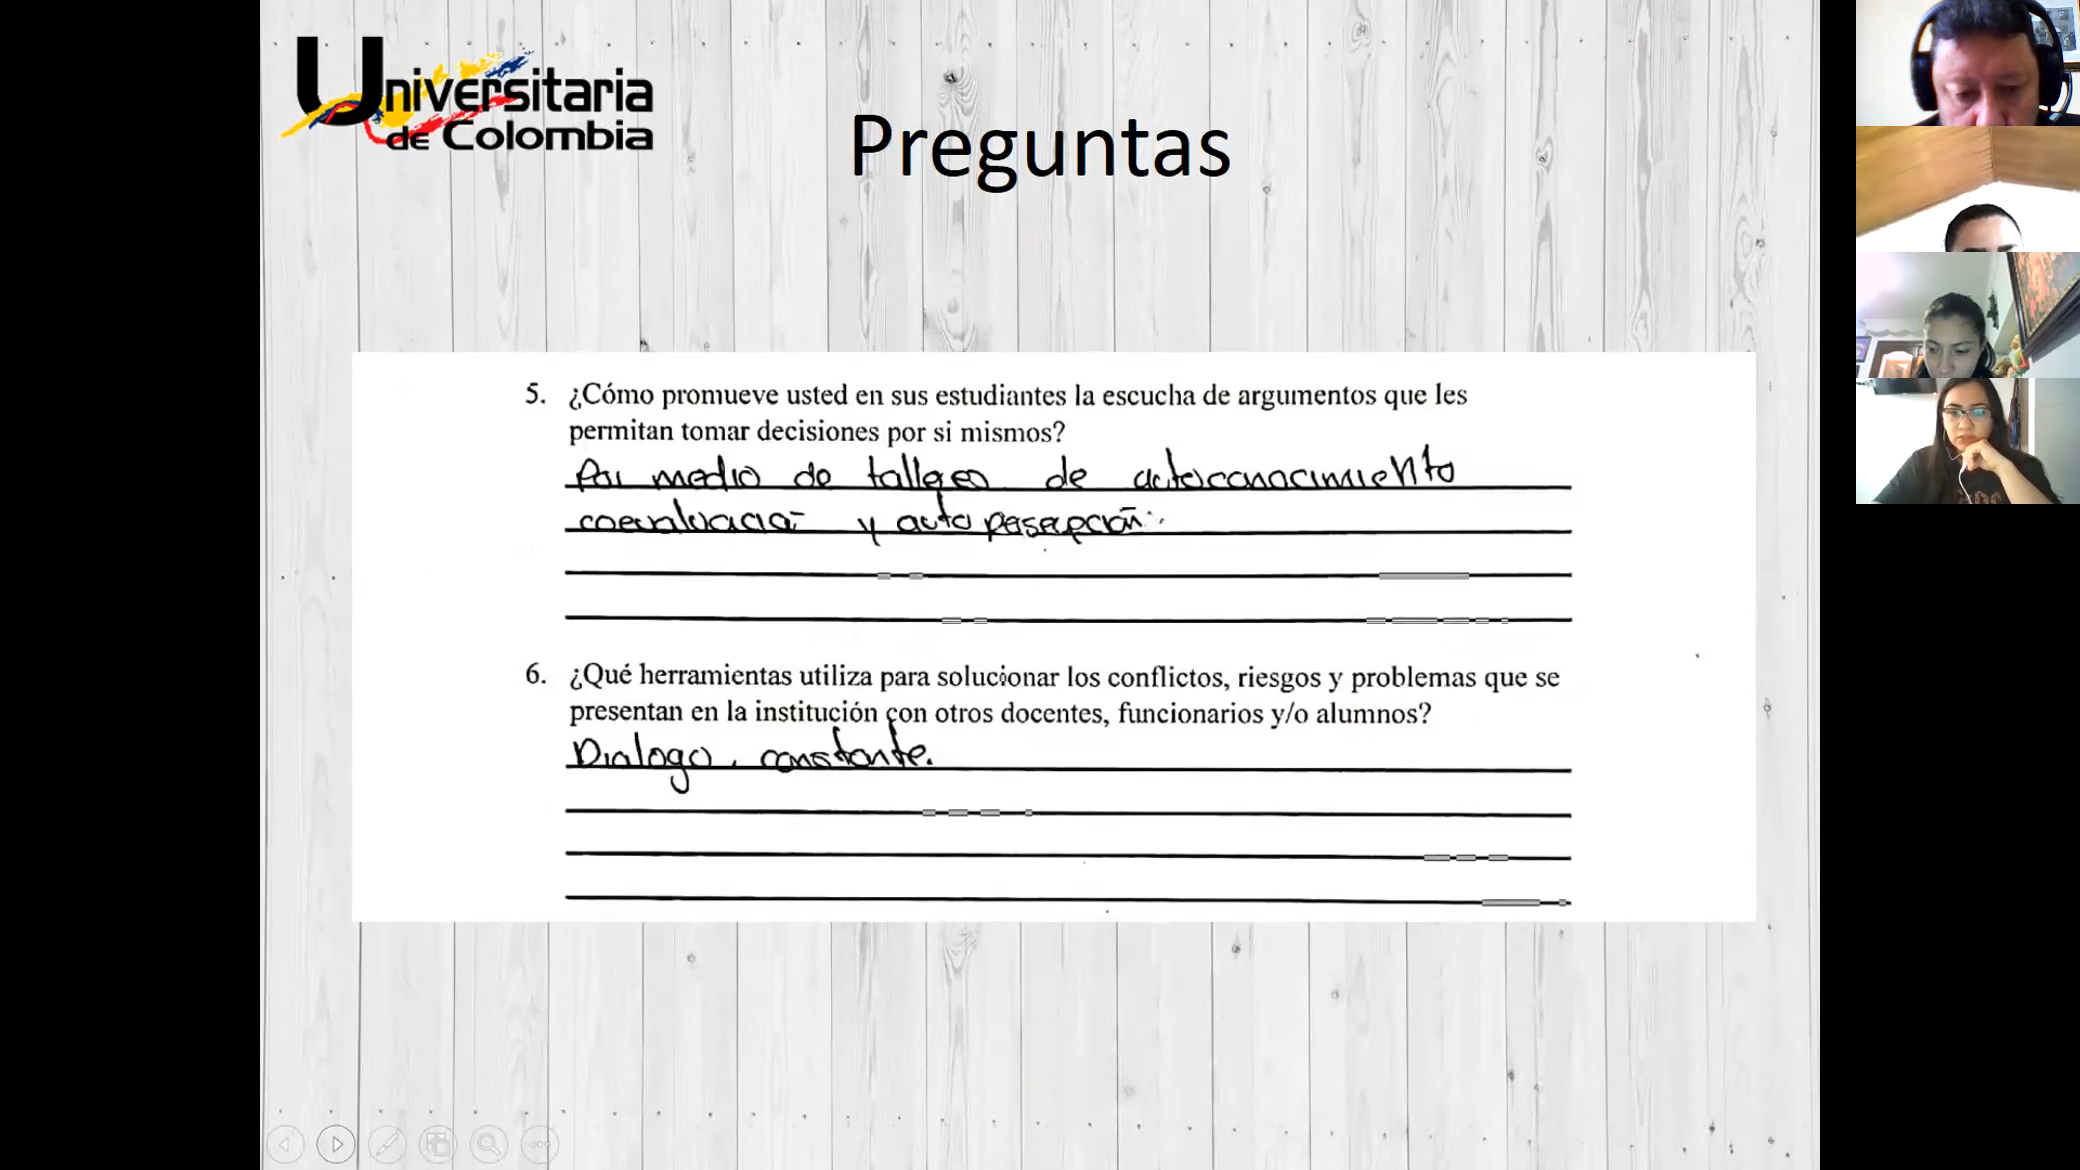 Universitaria
de Colombia
Preguntas
5. ¿Cómo promueve usted en sus estudiantes la escucha de argumentos que les
permitan tomar decisiones por si mismos?
Por medio de talleres de autoconocimiento
coevaluación y auto persepción.
6. ¿Qué herramientas utiliza para solucionar los conflictos, riesgos y problemas que se
presentan en la institución con otros docentes, funcionarios y/o alumnos?
Dialogo, constante.